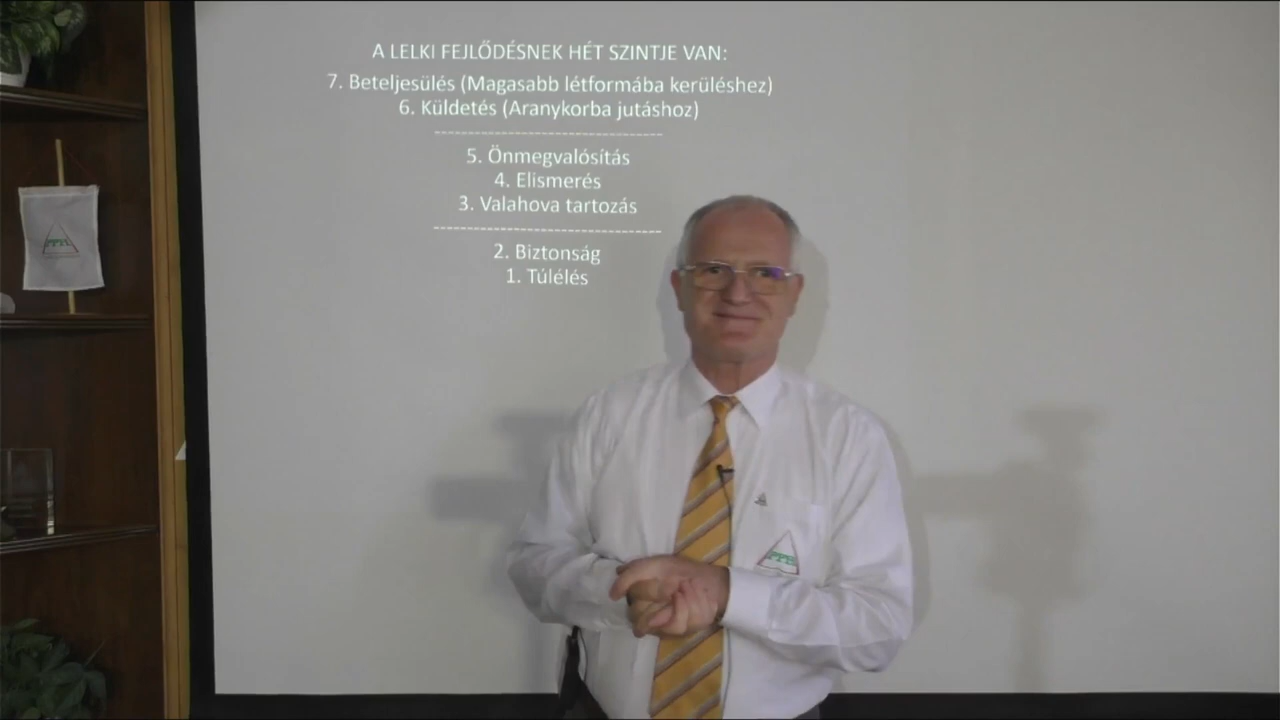 A LELKI FEJLŐDÉSNEK HÉT SZINTJE VAN:
7. Beteljesülés (Magasabb létformába kerüléshez)
6. Küldetés (Aranykorba jutáshoz)
--------------------------------------
5. Önmegvalósítás
4. Elismerés
3. Valahova tartozás
--------------------------------------
2. Biztonság
1. Túlélés